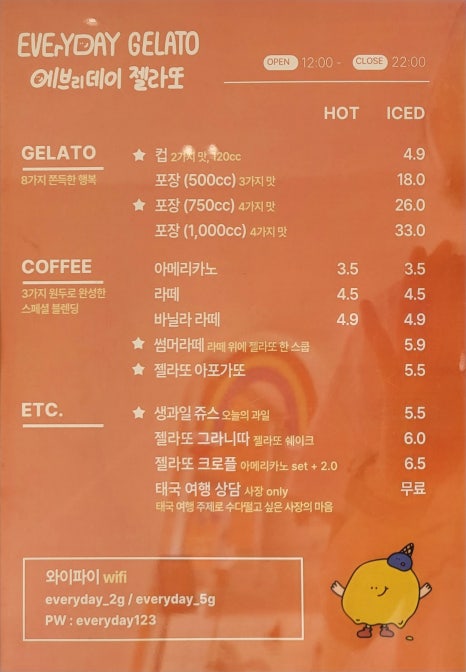 EVERYDAY GELATO
에브리데이 젤라또
OPEN 12:00 - CLOSE 22:00
HOT ICED
GELATO
8가지 쫀득한 행복
컵 2가지 맛, 120cc 4.9
포장 (500cc) 3가지 맛 18.0
포장 (750cc) 4가지 맛 26.0
포장 (1,000cc) 4가지 맛 33.0
COFFEE
3가지 원두로 완성한
스페셜 블렌딩
아메리카노 3.5 3.5
라떼 4.5 4.5
바닐라 라떼 4.9 4.9
썸머라떼 라떼 위에 젤라또 한 스쿱 5.9
젤라또 아포가또 5.5
ETC.
생과일 쥬스 오늘의 과일 5.5
젤라또 그라니따 젤라또 쉐이크 6.0
젤라또 크로플 아메리카노 set + 2.0 6.5
태국 여행 상담 사장 only 무료
태국 여행 주제로 수다떨고 싶은 사장의 마음
와이파이 wifi
everyday_2g / everyday_5g
PW : everyday123